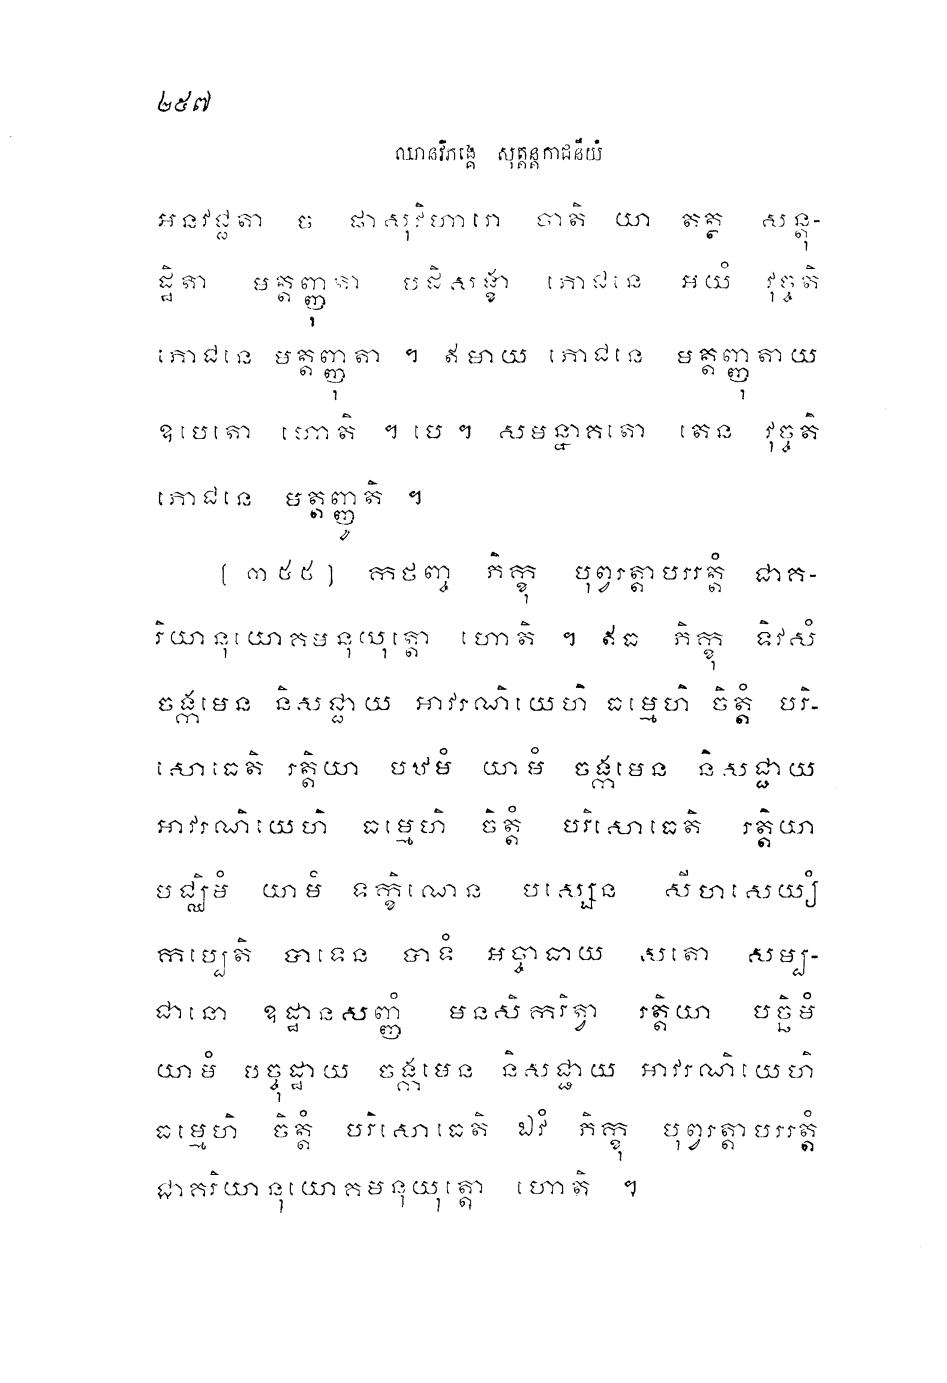 ២៥៧
ឈានវិភង្គេ សុត្តន្តភាជនីយំ
អនវជ្ជតា ច ផាសុវិហារោ ចាតិ យា តត្ថ សន្តុ-
ដ្ឋិតា មត្តញ្ញុតា បដិសង្ខា ភោជនេ អយំ វុច្ចតិ
ភោជនេ មត្តញ្ញុតា ។ ឥមាយ ភោជនេ មត្តញ្ញុតាយ
ឧបេតោ ហោតិ ។ បេ ។ សមន្នាគតោ តេន វុច្ចតិ
ភោជនេ មត្តញ្ញូតិ ។
[ ៣៥៥ ] កថញ្ច ភិក្ខុ បុព្វរត្តាបររត្តំ ជាគ-
រិយានុយោគមនុយុត្តោ ហោតិ ។ ឥធ ភិក្ខុ ទិវសំ
ចង្កមេន និសជ្ជាយ អាវរណិយេហិ ធម្មេហិ ចិត្តំ បរិ-
សោធេតិ រត្តិយា បឋមំ យាមំ ចង្កមេន និសជ្ជាយ
អាវរណិយេហិ ធម្មេហិ ចិត្តំ បរិសោធេតិ រត្តិយា
មជ្ឈិមំ យាមំ ទក្ខិណេន បស្សេន សីហសេយ្យំ
កប្បេតិ បាទេន បាទំ អច្ចាធាយ សតោ សម្ប-
ជានោ ឧដ្ឋានសញ្ញំ មនសិករិត្វា រត្តិយា បច្ឆិមំ
យាមំ បច្ចុដ្ឋាយ ចង្កមេន និសជ្ជាយ អាវរណិយេហិ
ធម្មេហិ ចិត្តំ បរិសោធេតិ ឯវំ ភិក្ខុ បុព្វរត្តាបររត្តំ
ជាគរិយានុយោគមនុយុត្តោ ហោតិ ។